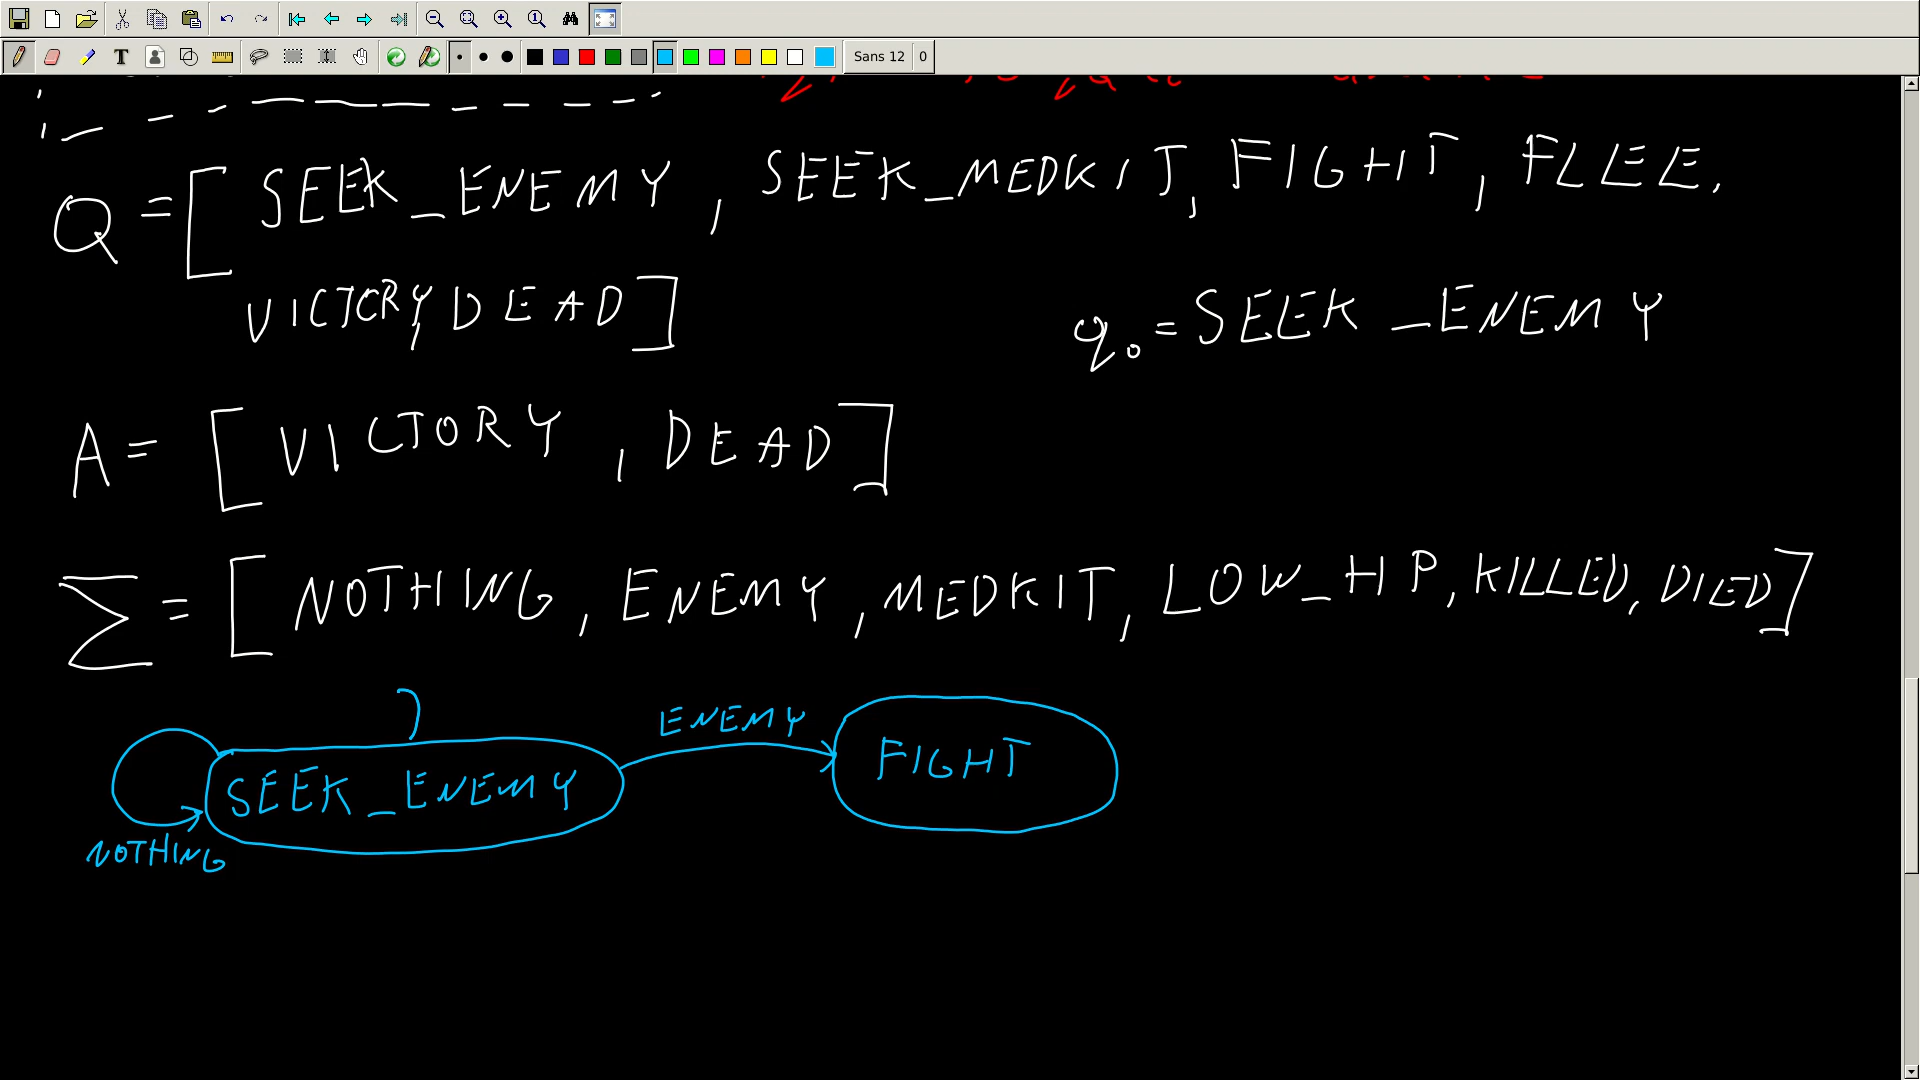 Sans 12 0
Q = [ SEEK_ENEMY, SEEK_MEDKIT, FIGHT, FLEE,
VICTORY, DEAD]
q₀ = SEEK_ENEMY
A = [VICTORY, DEAD]
Σ = [NOTHING, ENEMY, MEDKIT, LOW_HP, KILLED, DIED]
ENEMY
SEEK_ENEMY
FIGHT
NOTHING